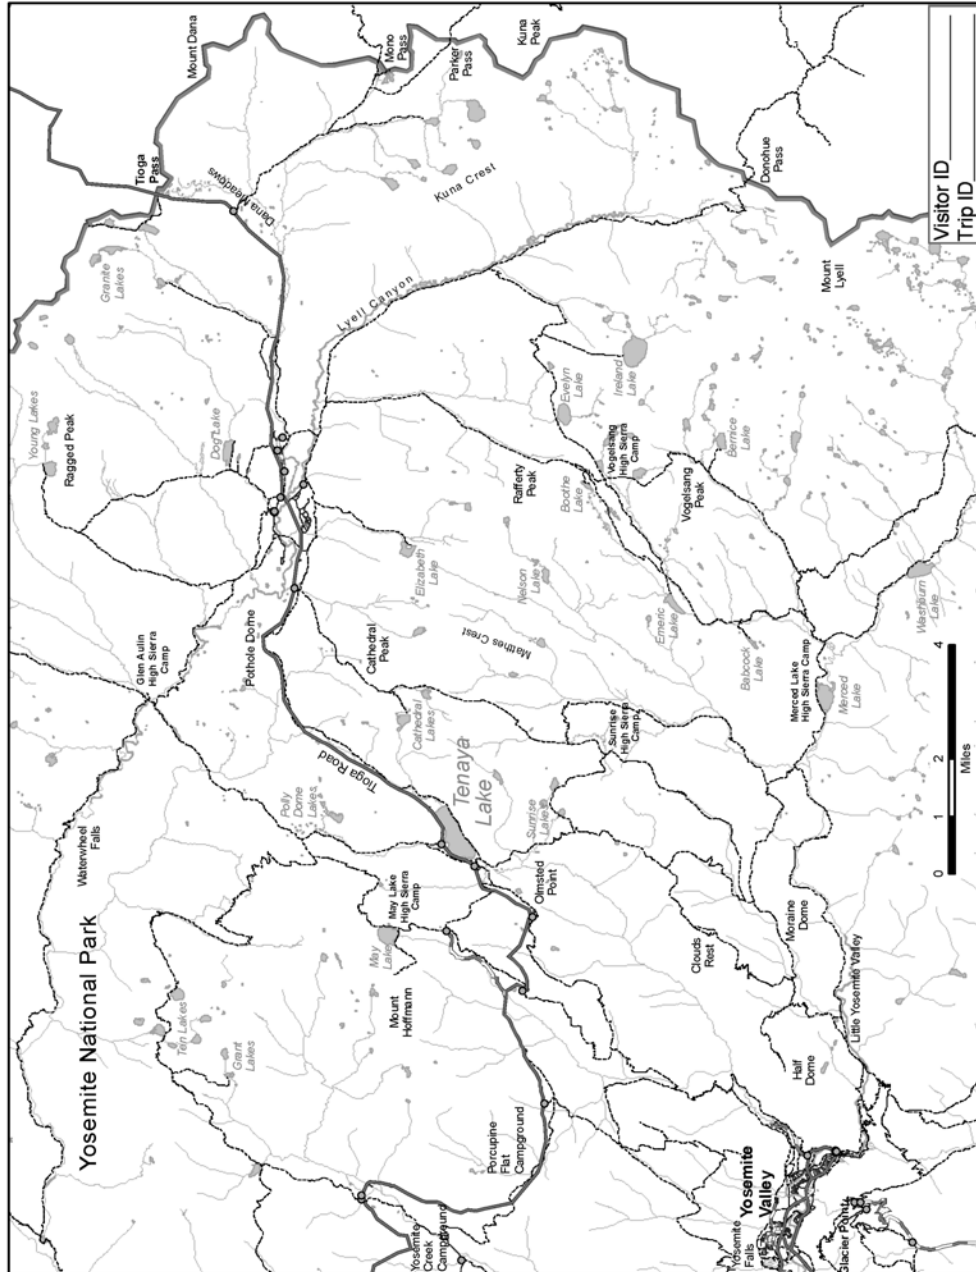 Yosemite National Park
Waterwheel
Falls
Glen Aulin
High Sierra
Camp
Young Lakes
Ragged Peak
Dog Lake
Granite
Lakes
Tioga
Pass
Mount Dana
Dana Meadows
Mono
Pass
Parker
Pass
Kuna
Peak
Kuna Crest
Lyell Canyon
Donohue
Pass
Mount
Lyell
Ten Lakes
Grant
Lakes
Polly
Dome
Lakes
Pothole Dome
Tioga Road
Cathedral
Peak
Cathedral
Lakes
Elizabeth
Lake
Matthes Crest
Nelson
Lake
Rafferty
Peak
Boothe
Lake
Evelyn
Lake
Ireland
Lake
Vogelsang
High Sierra
Camp
Vogelsang
Peak
Bernice
Lake
Emeric
Lake
Babcock
Lake
Washburn
Lake
Merced Lake
High Sierra Camp
Merced
Lake
Mount
Hoffmann
May
Lake
May Lake
High Sierra
Camp
Tenaya
Lake
Olmsted
Point
Sunrise
Lakes
Sunrise
High Sierra
Camp
Clouds
Rest
Moraine
Dome
Little Yosemite Valley
Half
Dome
Porcupine
Flat
Campground
Yosemite
Creek
Campground
Yosemite
Valley
Yosemite
Falls
Glacier Point
0 1 2 4
Miles
Visitor ID
Trip ID